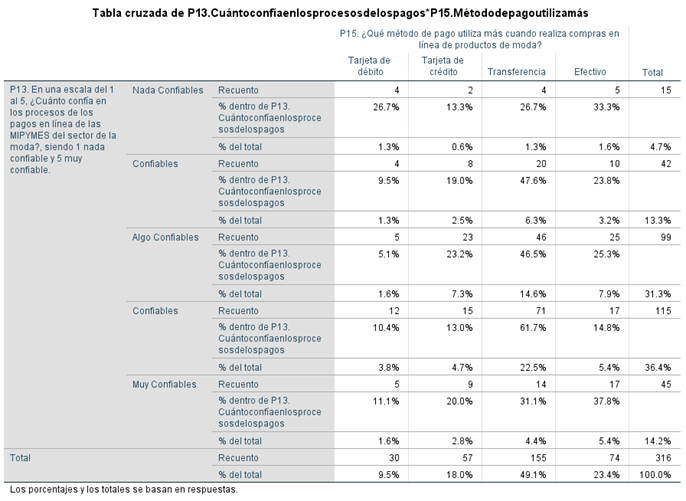 Tabla cruzada de P13.Cuántoconfíaenlosprocesosdelospagos*P15.Métododepagoutilizamás
P15. ¿Qué método de pago utiliza más cuando realiza compras en
línea de productos de moda?
Tarjeta de débito Tarjeta de crédito Transferencia Efectivo Total
P13. En una escala del 1
al 5, ¿Cuánto confía en
los procesos de los
pagos en línea de las
MIPYMES del sector de la
moda?, siendo 1 nada
confiable y 5 muy
confiable.
Nada Confiables Recuento 4 2 4 5 15
% dentro de P13.
Cuántoconfíaenlosproce
sosdelospagos
26.7% 13.3% 26.7% 33.3%
% del total 1.3% 0.6% 1.3% 1.6% 4.7%
Confiables Recuento 4 8 20 10 42
% dentro de P13.
Cuántoconfíaenlosproce
sosdelospagos
9.5% 19.0% 47.6% 23.8%
% del total 1.3% 2.5% 6.3% 3.2% 13.3%
Algo Confiables Recuento 5 23 46 25 99
% dentro de P13.
Cuántoconfíaenlosproce
sosdelospagos
5.1% 23.2% 46.5% 25.3%
% del total 1.6% 7.3% 14.6% 7.9% 31.3%
Confiables Recuento 12 15 71 17 115
% dentro de P13.
Cuántoconfíaenlosproce
sosdelospagos
10.4% 13.0% 61.7% 14.8%
% del total 3.8% 4.7% 22.5% 5.4% 36.4%
Muy Confiables Recuento 5 9 14 17 45
% dentro de P13.
Cuántoconfíaenlosproce
sosdelospagos
11.1% 20.0% 31.1% 37.8%
% del total 1.6% 2.8% 4.4% 5.4% 14.2%
Total Recuento 30 57 155 74 316
% del total 9.5% 18.0% 49.1% 23.4% 100.0%
Los porcentajes y los totales se basan en respuestas.